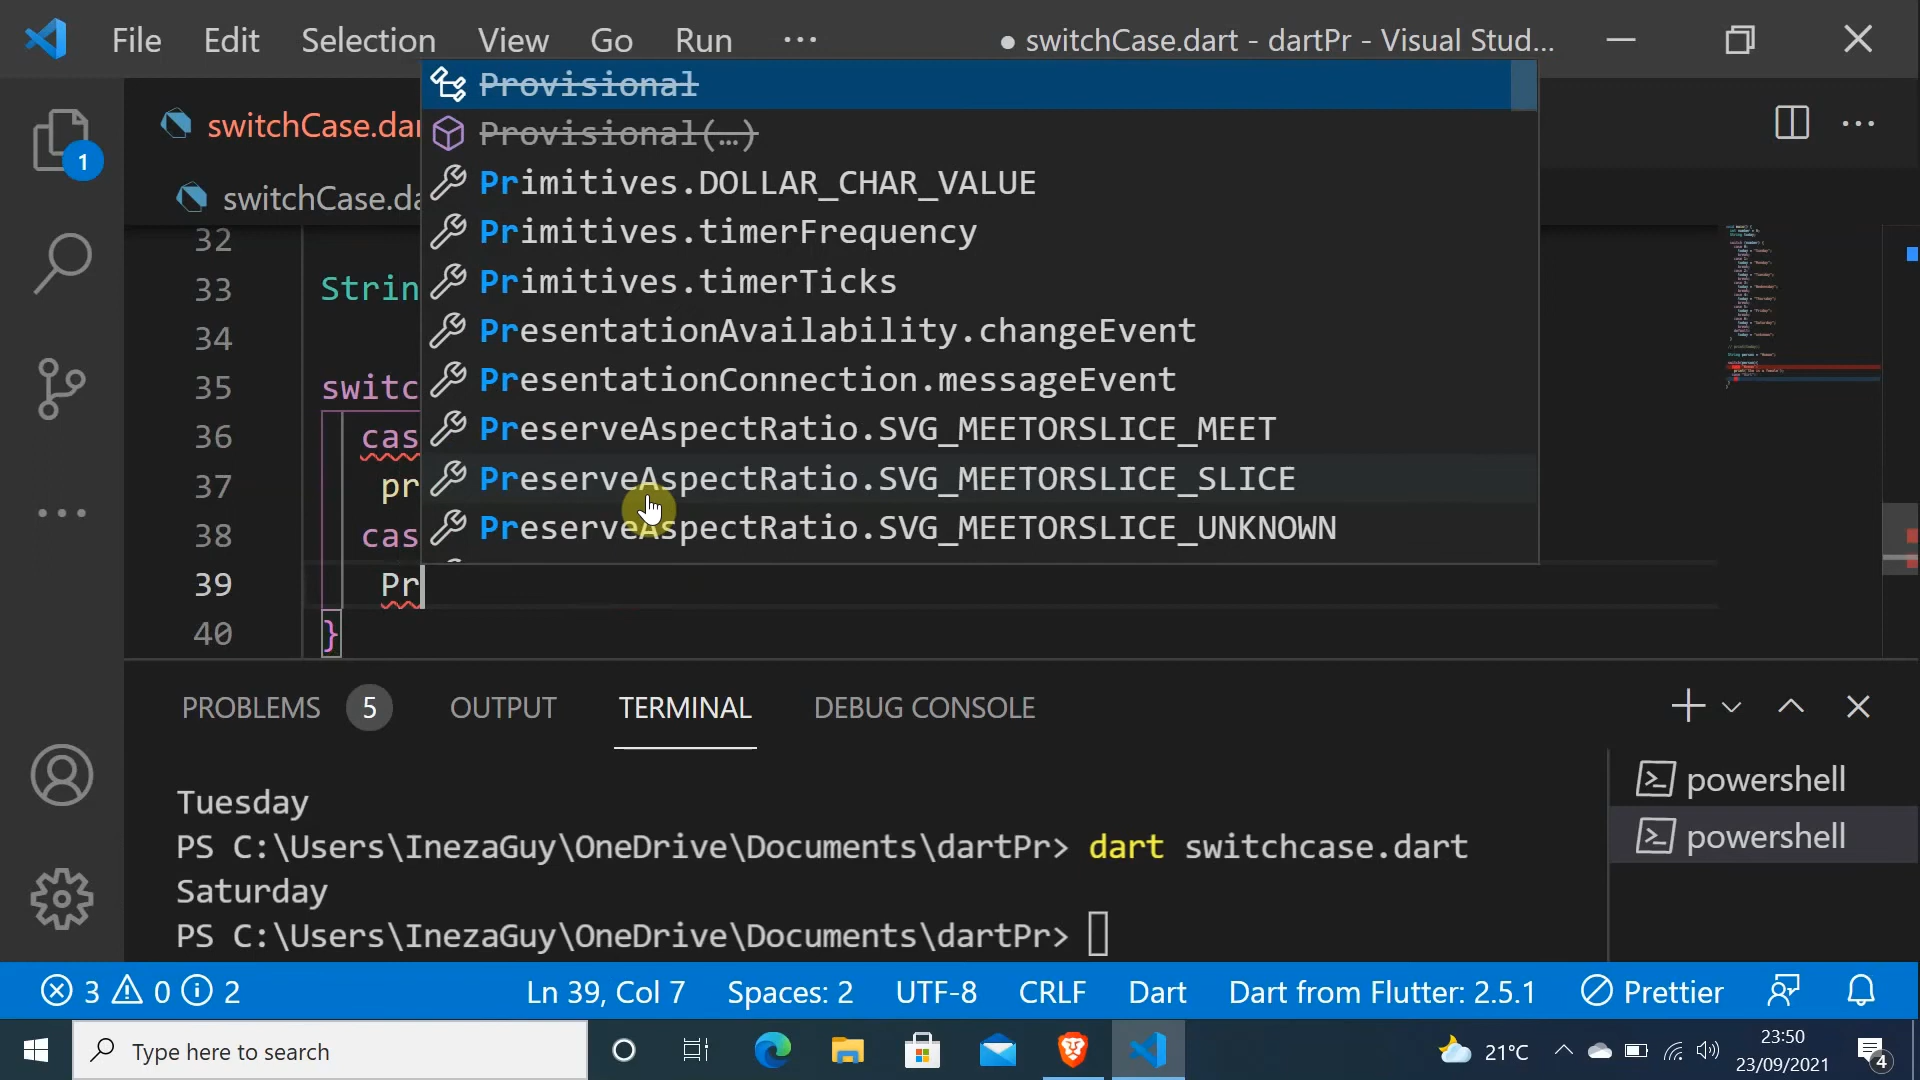 File Edit Selection View Go Run ··· ● switchCase.dart - dartPr - Visual Stud...
switchCase.dar
switchCase.da
Provisional
Provisional(…)
Primitives.DOLLAR_CHAR_VALUE
Primitives.timerFrequency
Primitives.timerTicks
PresentationAvailability.changeEvent
PresentationConnection.messageEvent
PreserveAspectRatio.SVG_MEETORSLICE_MEET
PreserveAspectRatio.SVG_MEETORSLICE_SLICE
PreserveAspectRatio.SVG_MEETORSLICE_UNKNOWN
1
32
33 Strin
34
35 switc
36 cas
37 pr
38 cas
39 Pr
40 }
PROBLEMS 5 OUTPUT TERMINAL DEBUG CONSOLE
Tuesday
PS C:\Users\InezaGuy\OneDrive\Documents\dartPr> dart switchcase.dart
Saturday
PS C:\Users\InezaGuy\OneDrive\Documents\dartPr>
powershell
powershell
3 0 2 Ln 39, Col 7 Spaces: 2 UTF-8 CRLF Dart Dart from Flutter: 2.5.1 Prettier
Type here to search 21°C 23:50
23/09/2021 4